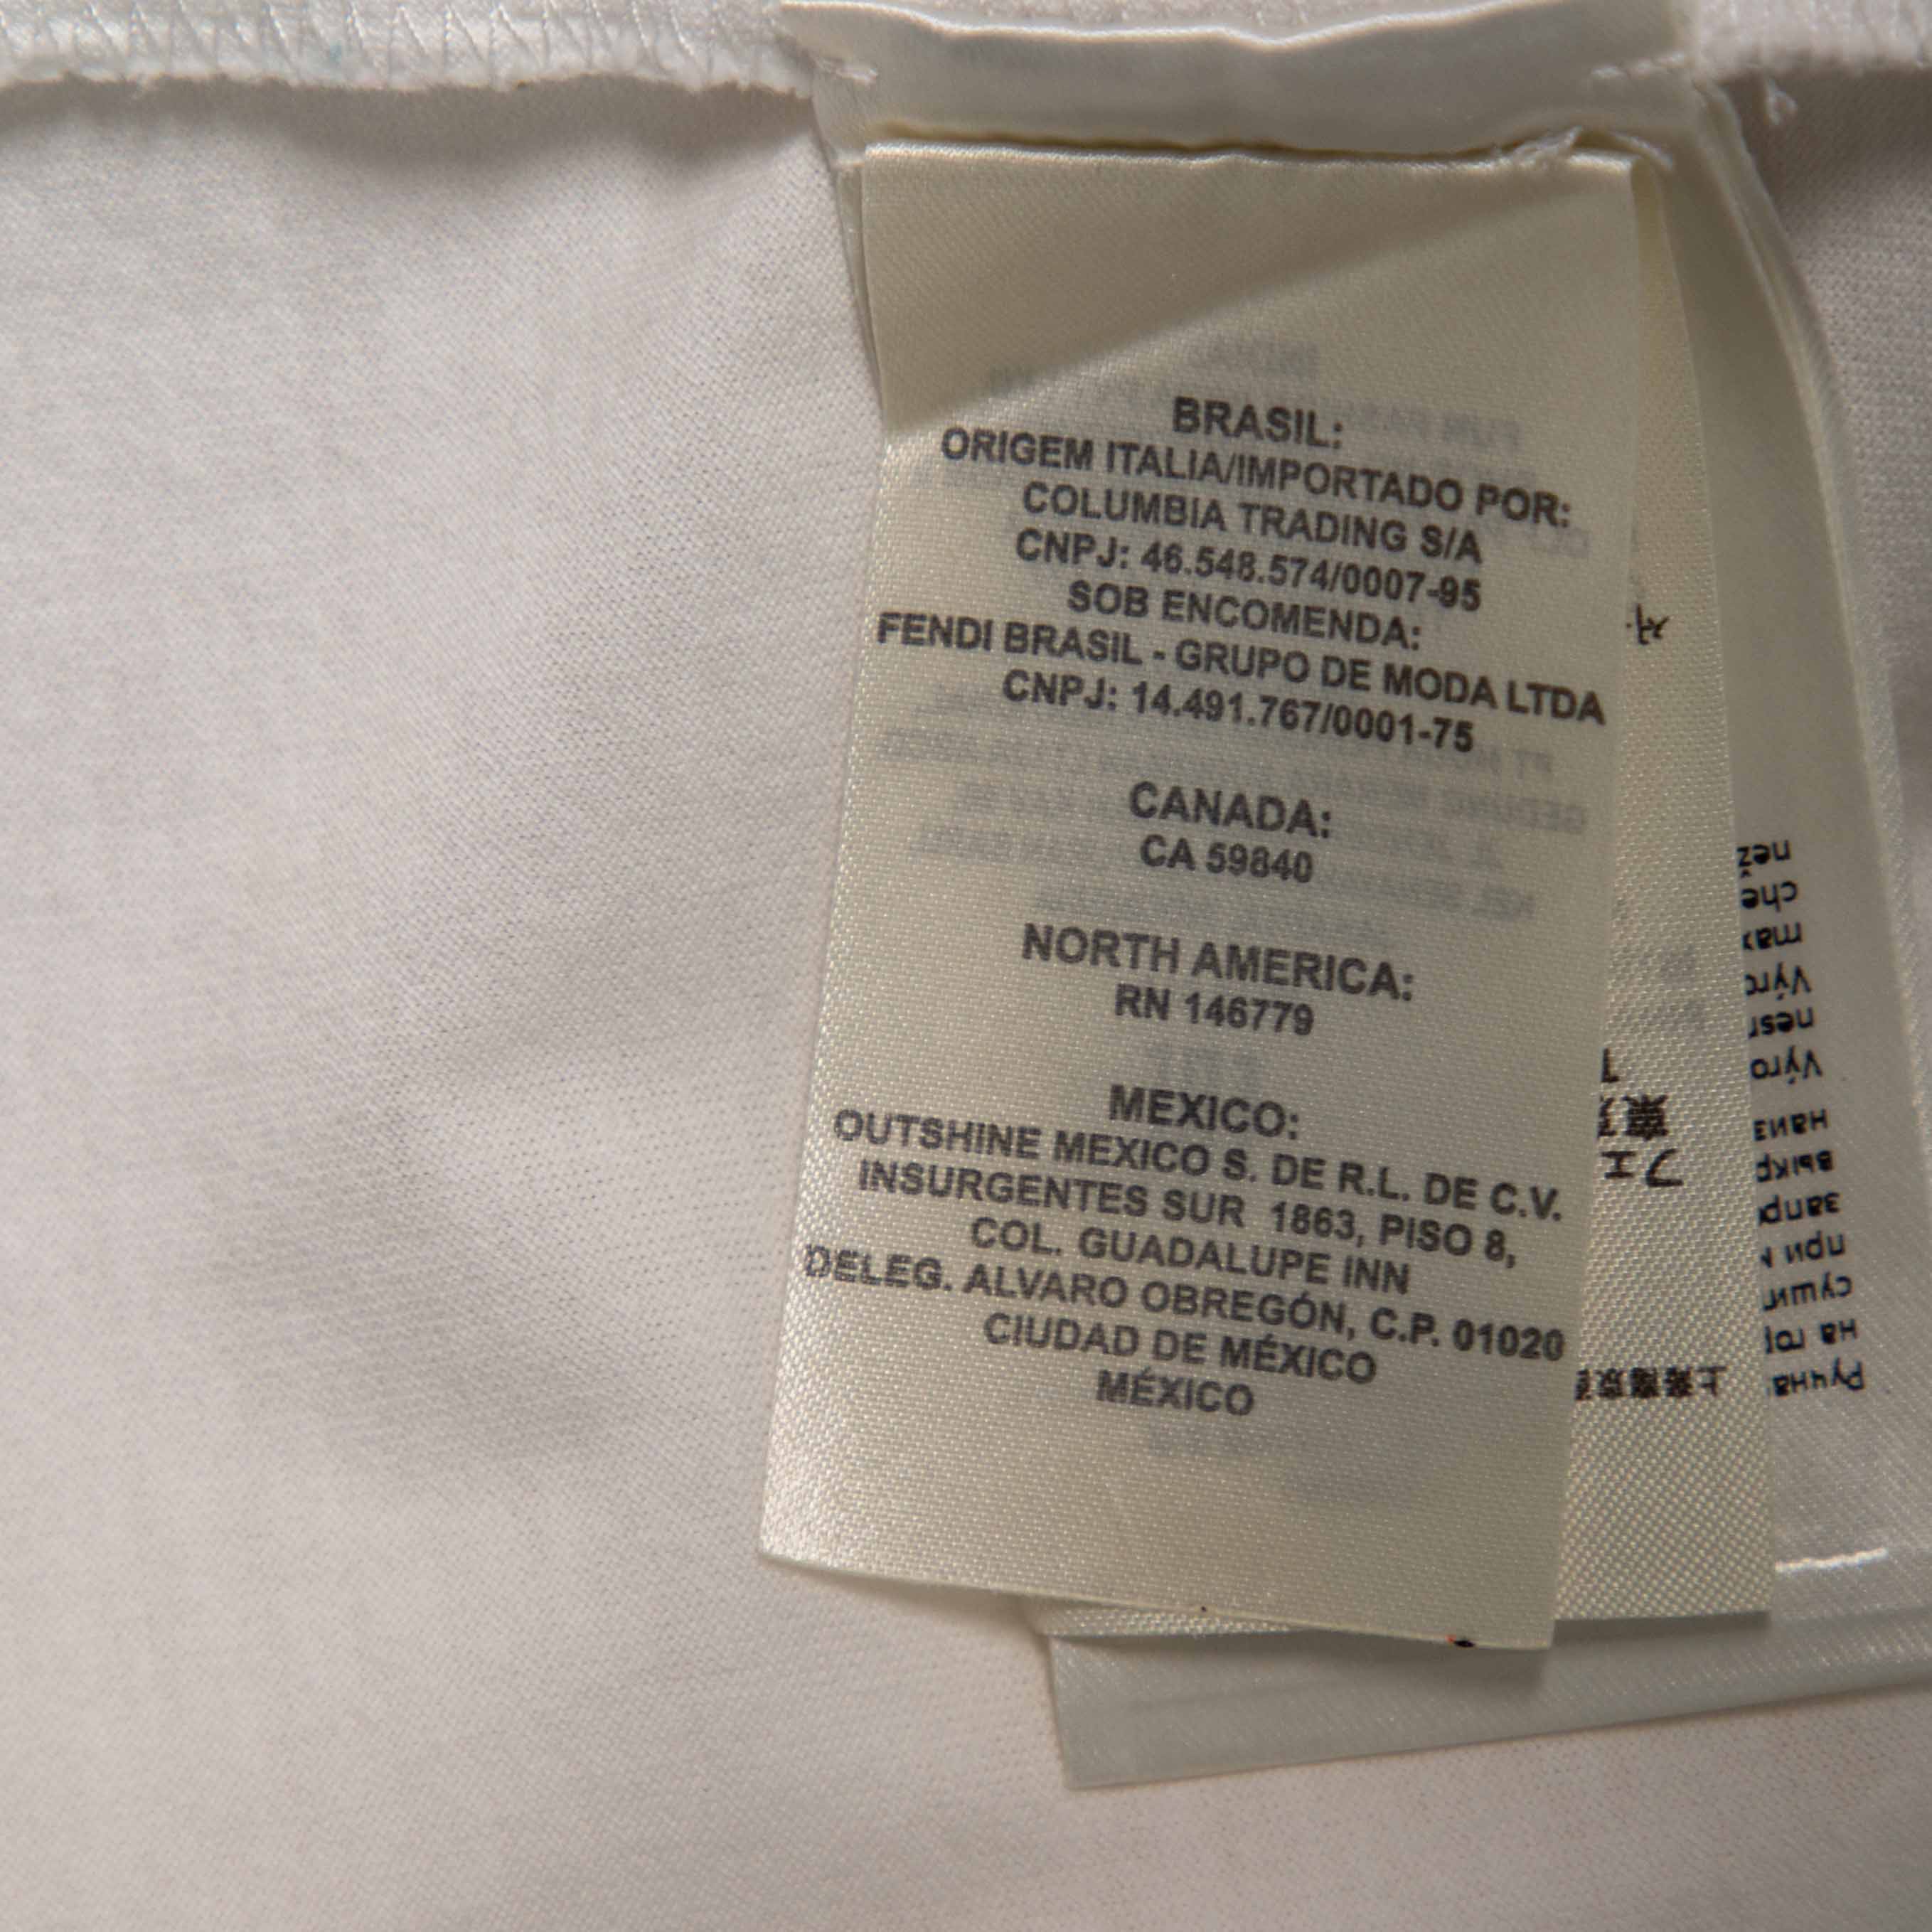 BRASIL:
ORIGEM ITALIA/IMPORTADO POR:
COLUMBIA TRADING S/A
CNPJ: 46.548.574/0007-95
SOB ENCOMENDA:
FENDI BRASIL - GRUPO DE MODA LTDA
CNPJ: 14.491.767/0001-75
CANADA:
CA 59840
NORTH AMERICA:
RN 146779
MEXICO:
OUTSHINE MEXICO S. DE R.L. DE C.V.
INSURGENTES SUR 1863, PISO 8,
COL. GUADALUPE INN
DELEG. ALVARO OBREGÓN, C.P. 01020
CIUDAD DE MÉXICO
MÉXICO